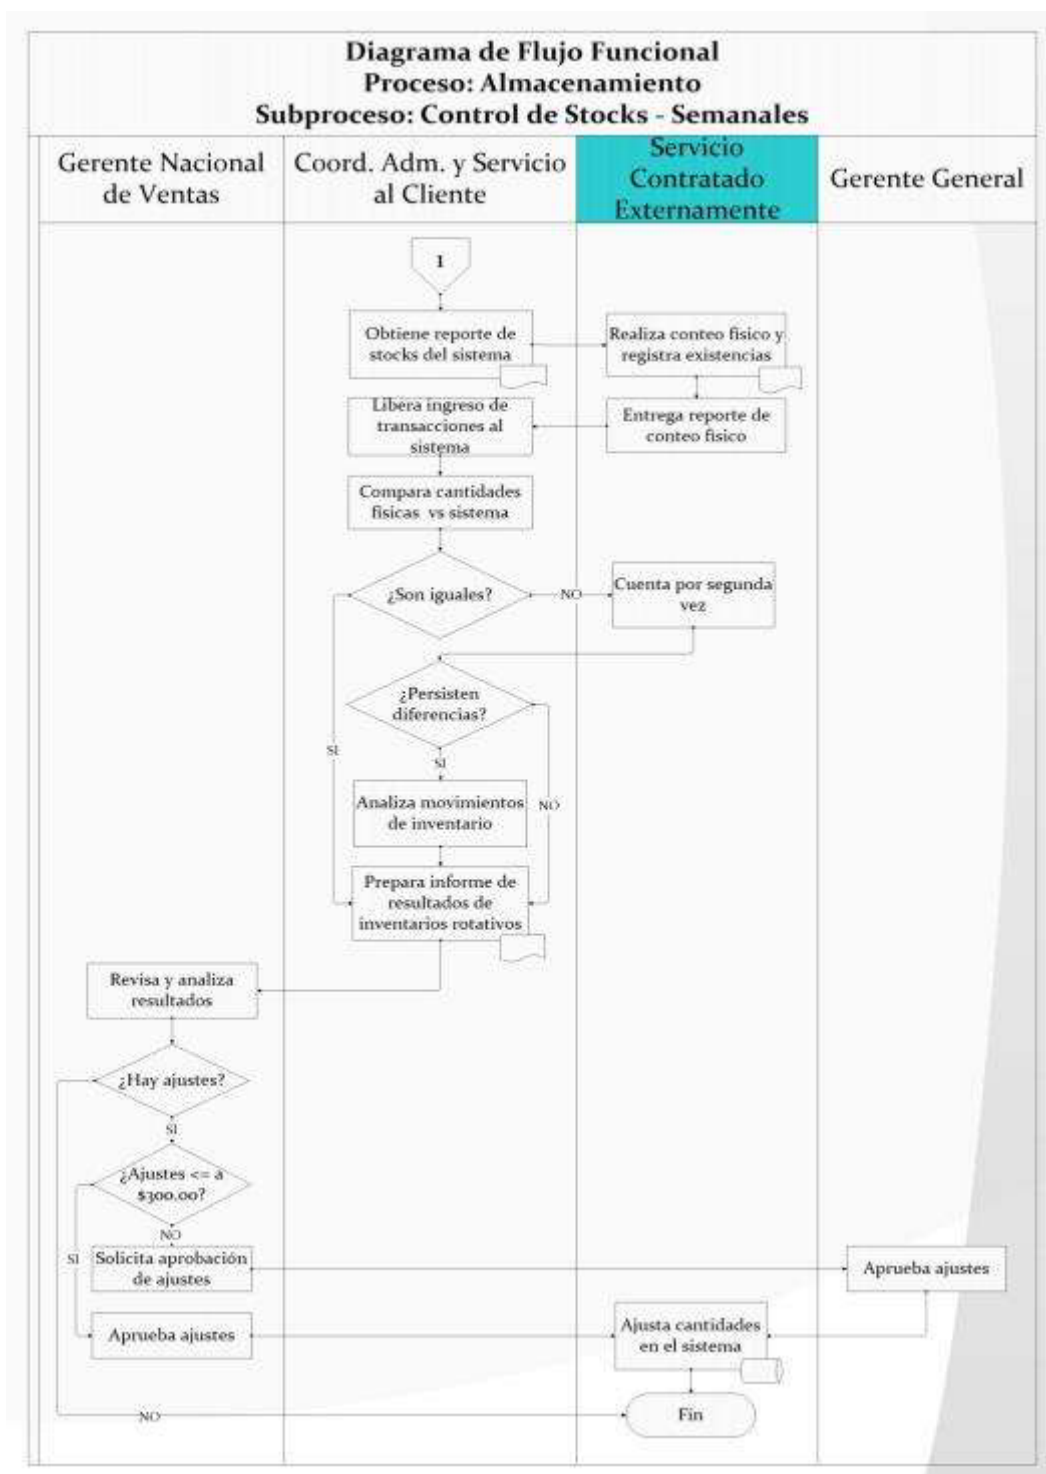 Diagrama de Flujo Funcional
Proceso: Almacenamiento
Subproceso: Control de Stocks - Semanales
Gerente Nacional
de Ventas
Coord. Adm. y Servicio
al Cliente
Servicio
Contratado
Externamente
Gerente General
1
Obtiene reporte de
stocks del sistema
Realiza conteo fisico y
registra existencias
Libera ingreso de
transacciones al
sistema
Entrega reporte de
conteo fisico
Compara cantidades
fisicas vs sistema
¿Son iguales?
NO
Cuenta por segunda
vez
¿Persisten
diferencias?
SI
SI
Analiza movimientos
de inventario
NO
Prepara informe de
resultados de
inventarios rotativos
Revisa y analiza
resultados
¿Hay ajustes?
SI
¿Ajustes <= a
$300.00?
NO
SI
Solicita aprobación
de ajustes
Aprueba ajustes
Aprueba ajustes
Ajusta cantidades
en el sistema
NO
Fin